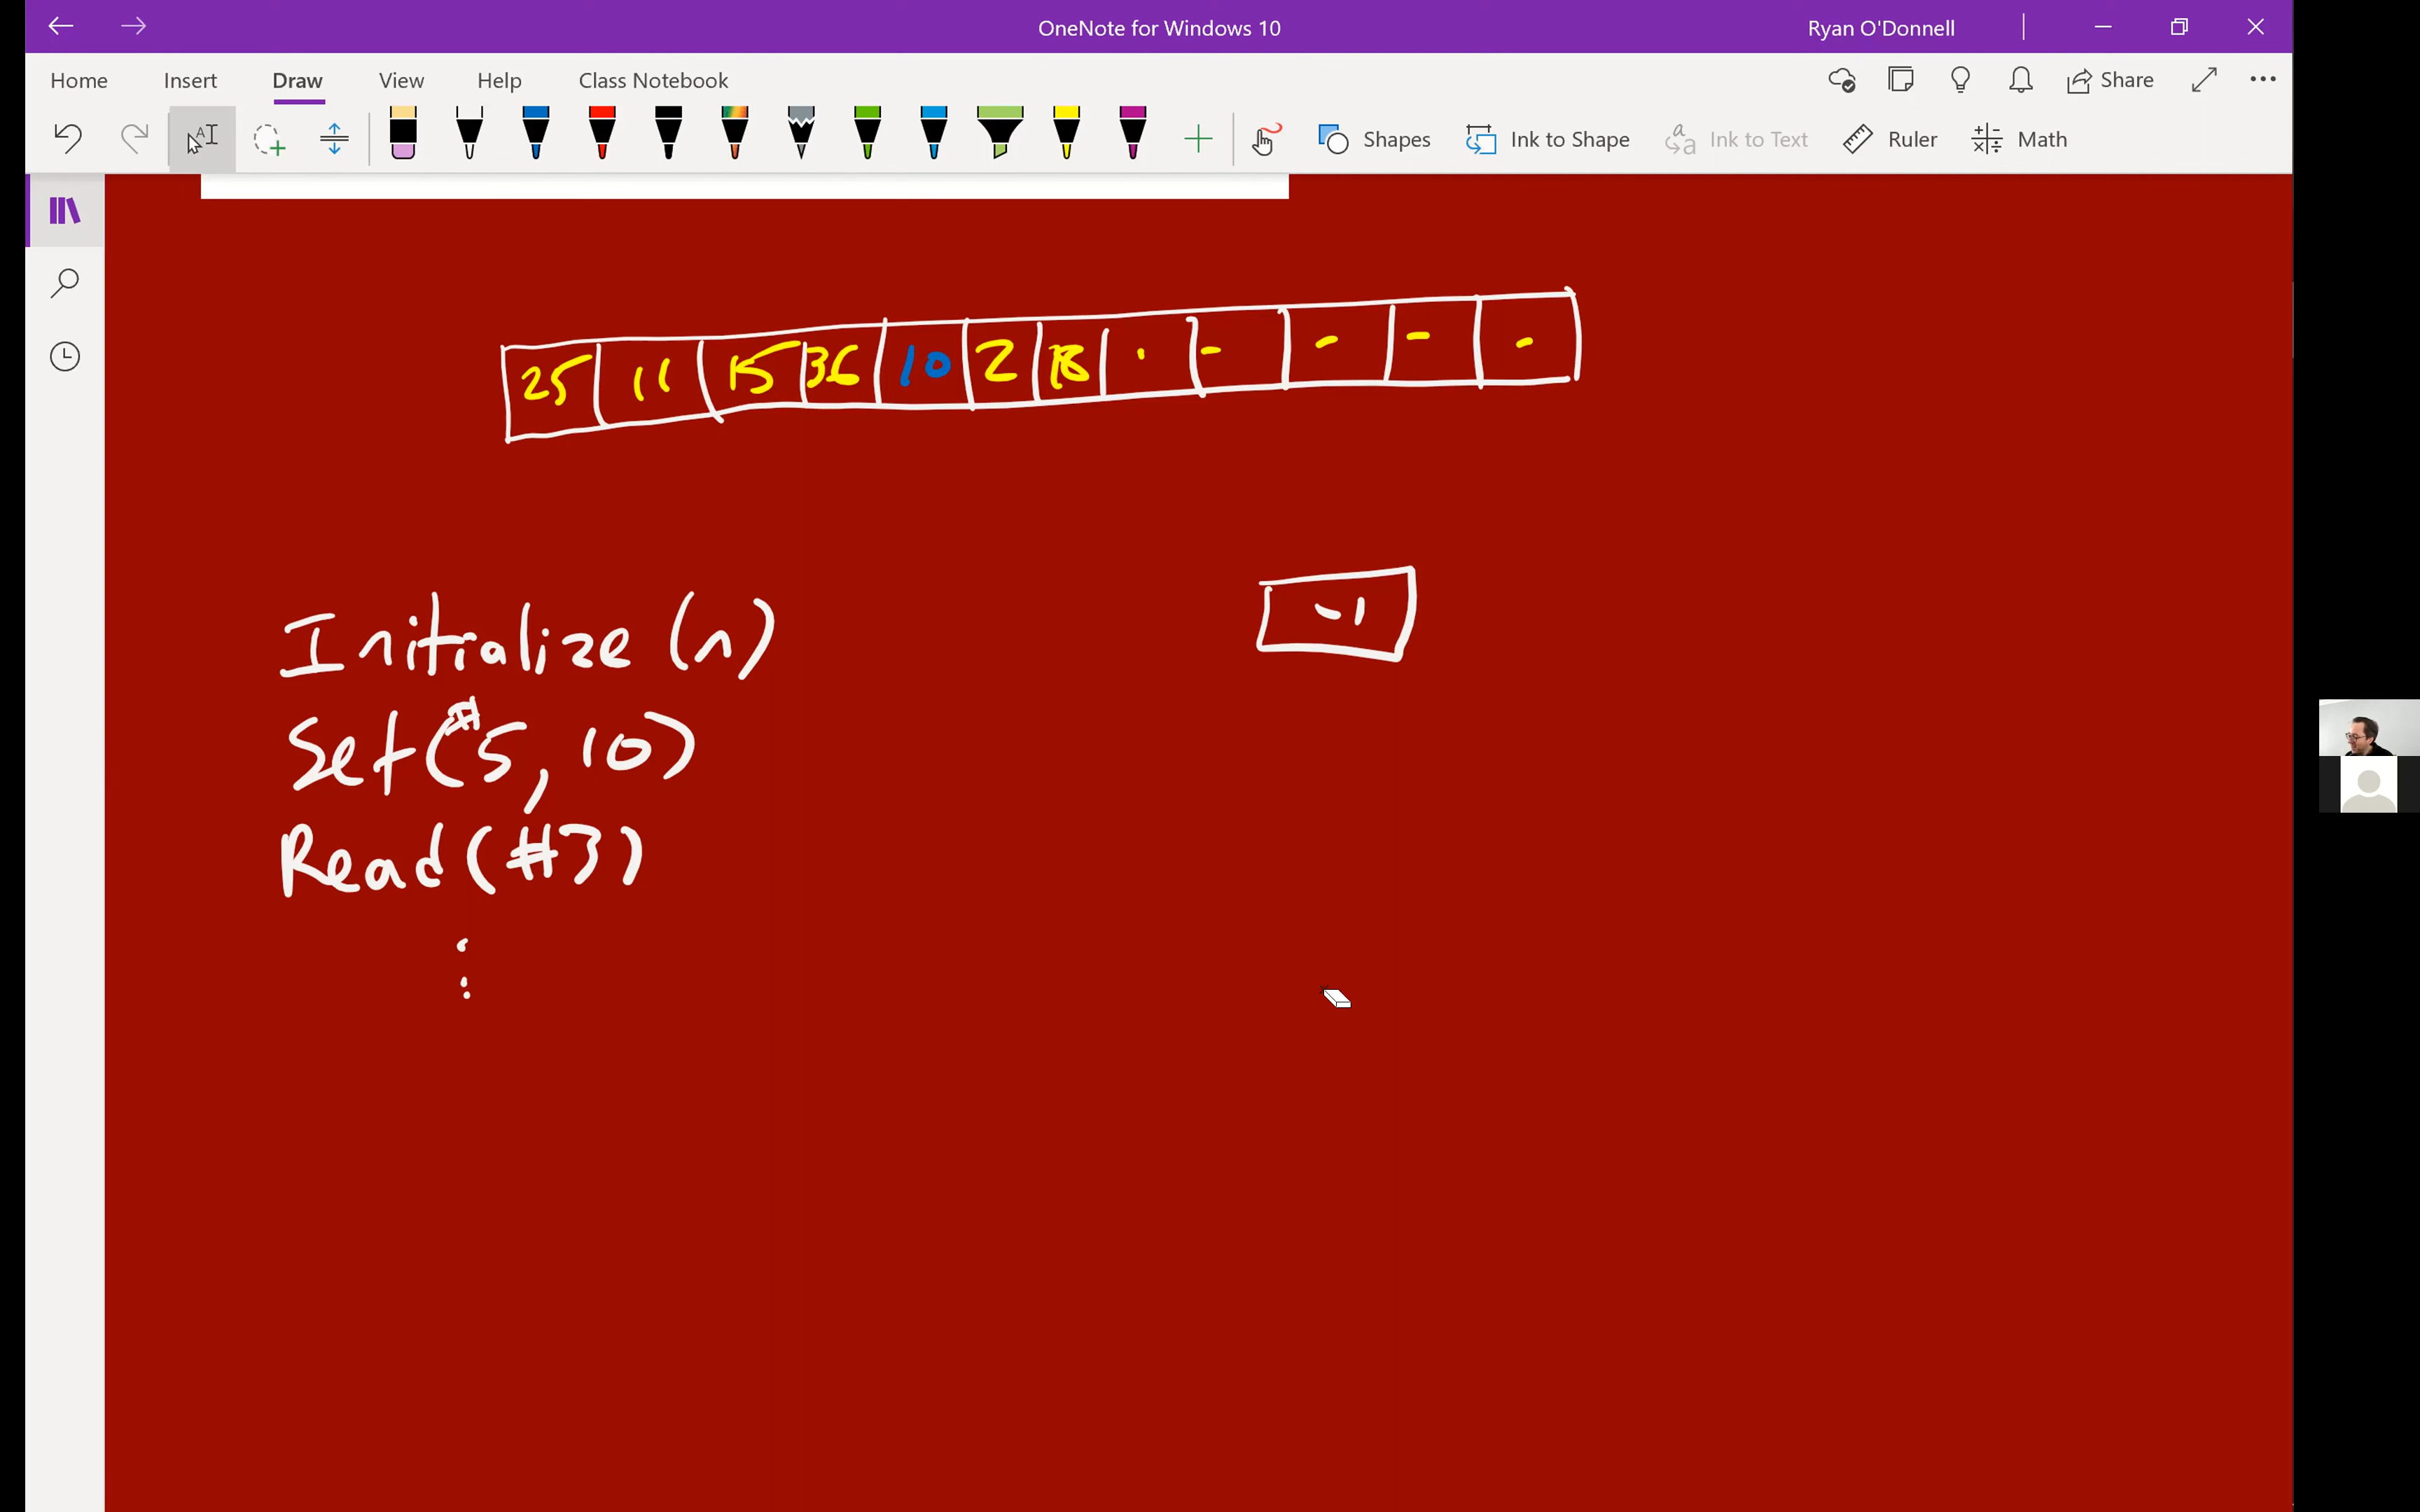 OneNote for Windows 10 Ryan O'Donnell
Home Insert Draw View Help Class Notebook Share
Shapes Ink to Shape Ink to Text Ruler Math
25 11 15 36 10 2 18 · - - - -
Initialize (n)
-1
Set(#5, 10)
Read(#3)